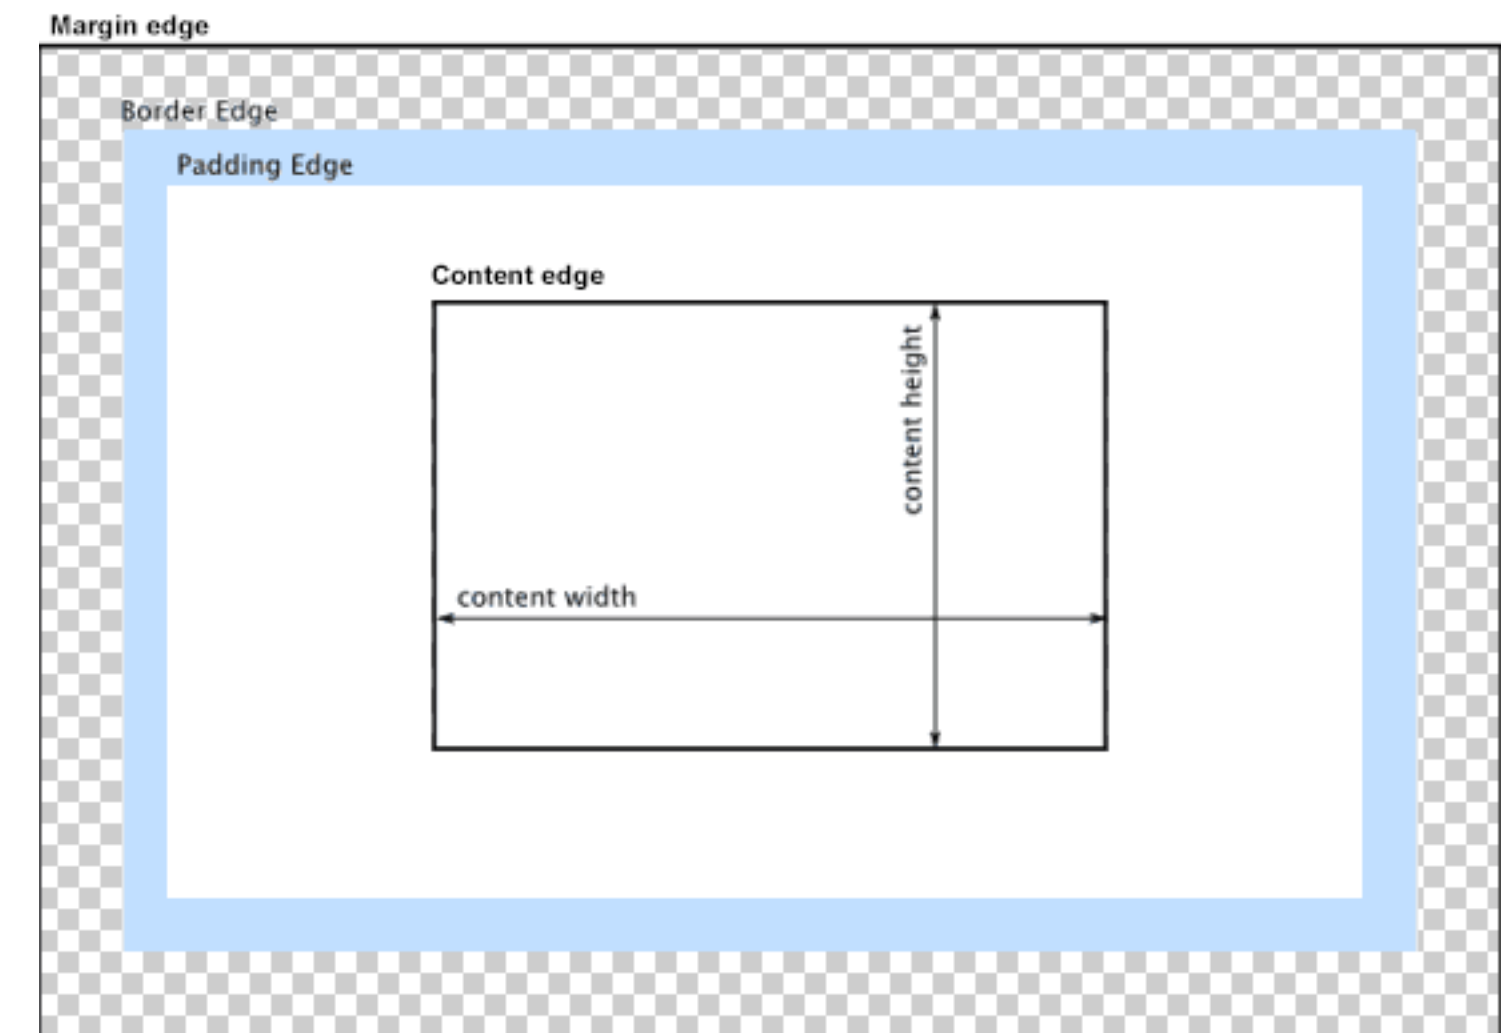 Margin edge
Border Edge
Padding Edge
Content edge
content height
content width